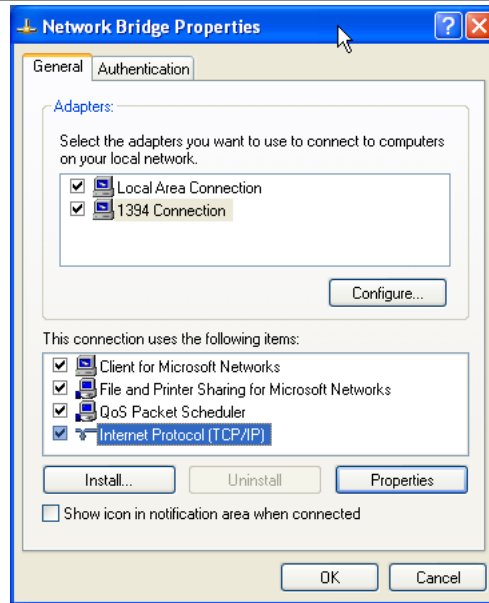 Network Bridge Properties
General Authentication
Adapters:
Select the adapters you want to use to connect to computers
on your local network.
Local Area Connection
1394 Connection
Configure...
This connection uses the following items:
Client for Microsoft Networks
File and Printer Sharing for Microsoft Networks
QoS Packet Scheduler
Internet Protocol (TCP/IP)
Install... Uninstall Properties
Show icon in notification area when connected
OK Cancel